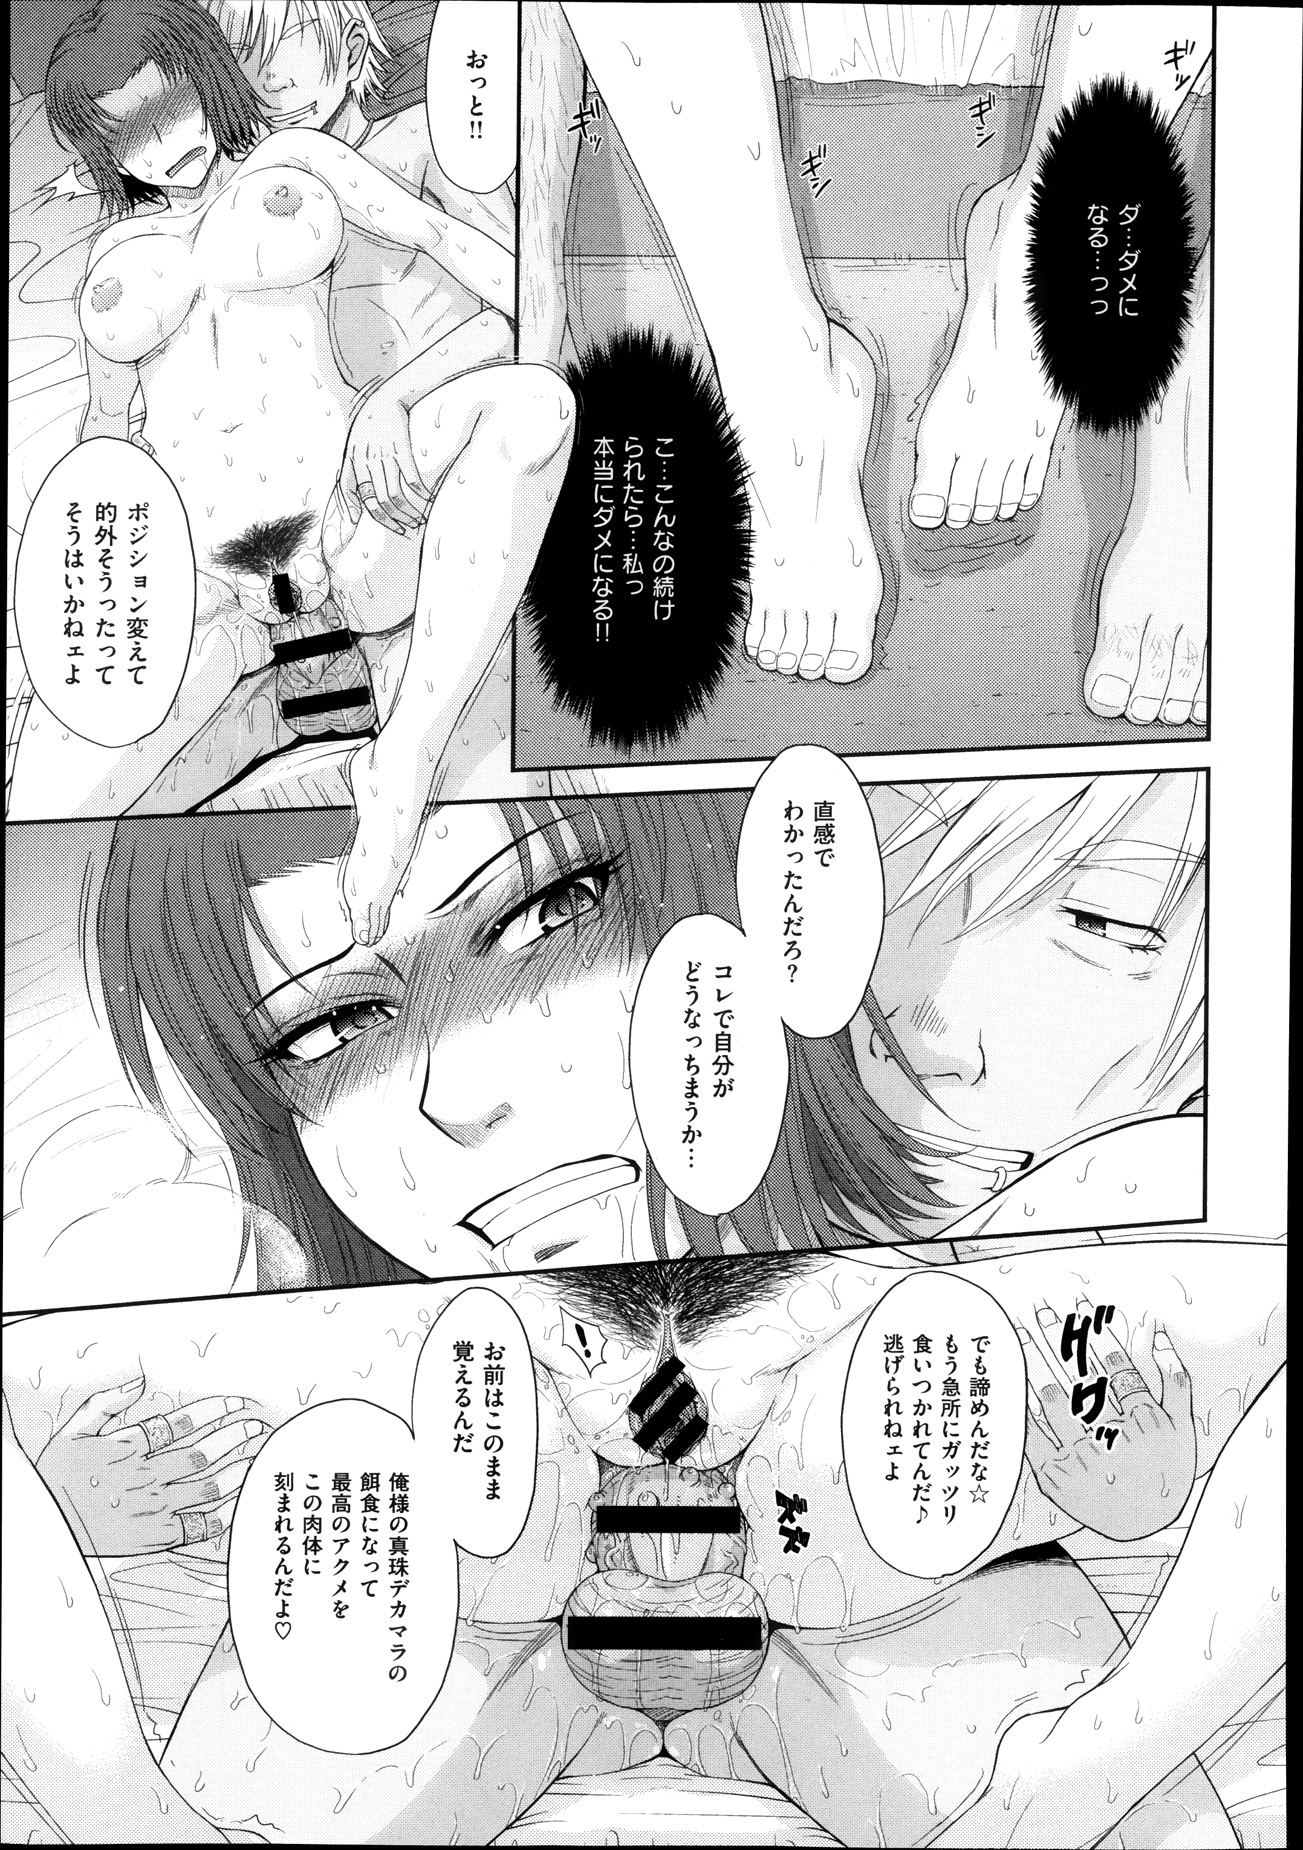 ギッ
ギシ
ギシ
ギッ
ダ…ダメに
なる…っっ
こ…こんなの続け
られたら…私っ
本当にダメになる!!
おっと!!
ポジション変えて
的外そうったって
そうはいかねェよ
直感で
わかったんだろ?
コレで自分が
どうなっちまうか…
でも諦めんだな☆
もう急所にガッツリ
食いつかれてんだ♪
逃げられねェよ
お前はこのまま
覚えるんだ
俺様の真珠デカマラの
餌食になって
最高のアクメを
この肉体に
刻まれるんだよ♡
!